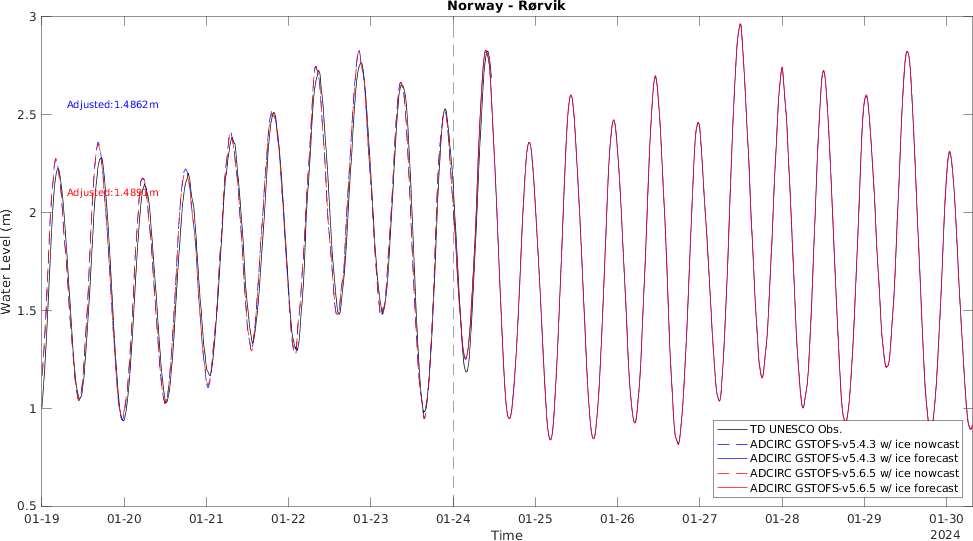 Norway - Rørvik
Water Level (m)
3
2.5
2
1.5
1
0.5
Adjusted:1.4862m
Adjusted:1.4891m
TD UNESCO Obs.
ADCIRC GSTOFS-v5.4.3 w/ ice nowcast
ADCIRC GSTOFS-v5.4.3 w/ ice forecast
ADCIRC GSTOFS-v5.6.5 w/ ice nowcast
ADCIRC GSTOFS-v5.6.5 w/ ice forecast
01-19 01-20 01-21 01-22 01-23 01-24 01-25 01-26 01-27 01-28 01-29 01-30
Time
2024